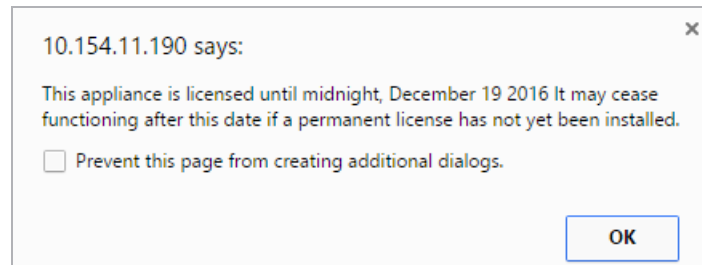 10.154.11.190 says:
This appliance is licensed until midnight, December 19 2016 It may cease
functioning after this date if a permanent license has not yet been installed.
Prevent this page from creating additional dialogs.
OK